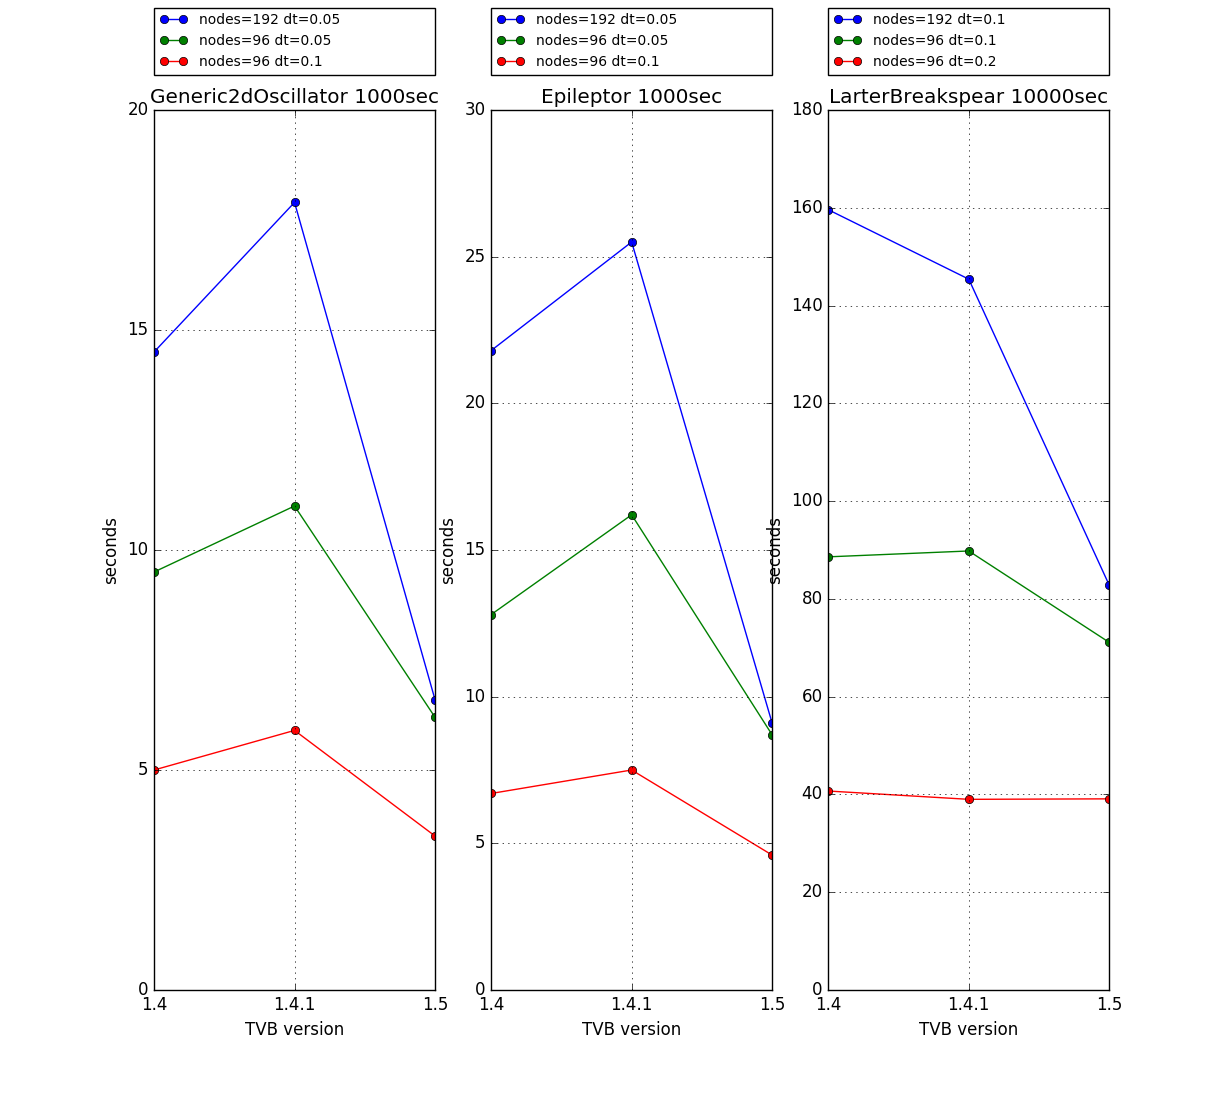 nodes=192 dt=0.05
nodes=96 dt=0.05
nodes=96 dt=0.1
Generic2dOscillator 1000sec
20
15
10
5
0
seconds
1.4
1.4.1
1.5
TVB version
nodes=192 dt=0.05
nodes=96 dt=0.05
nodes=96 dt=0.1
Epileptor 1000sec
30
25
20
15
10
5
0
seconds
1.4
1.4.1
1.5
TVB version
nodes=192 dt=0.1
nodes=96 dt=0.1
nodes=96 dt=0.2
LarterBreakspear 10000sec
180
160
140
120
100
80
60
40
20
0
seconds
1.4
1.4.1
1.5
TVB version